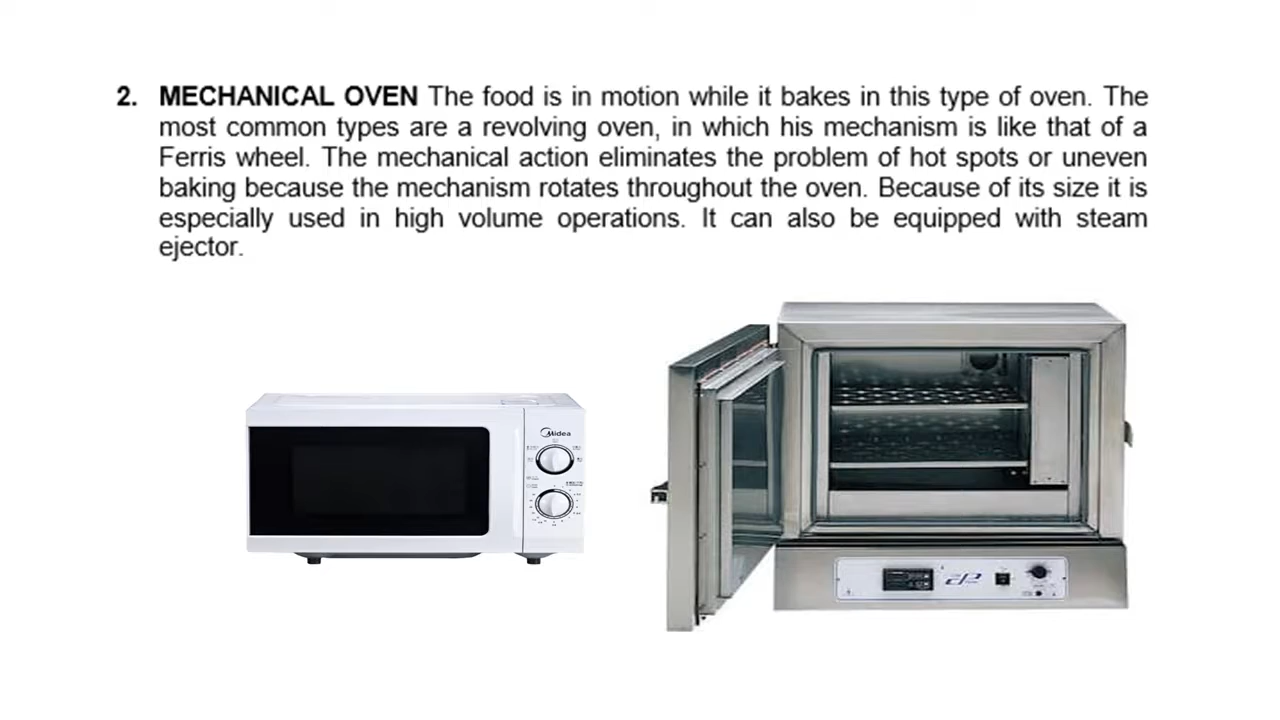 2. MECHANICAL OVEN The food is in motion while it bakes in this type of oven. The
most common types are a revolving oven, in which his mechanism is like that of a
Ferris wheel. The mechanical action eliminates the problem of hot spots or uneven
baking because the mechanism rotates throughout the oven. Because of its size it is
especially used in high volume operations. It can also be equipped with steam
ejector.
Midea